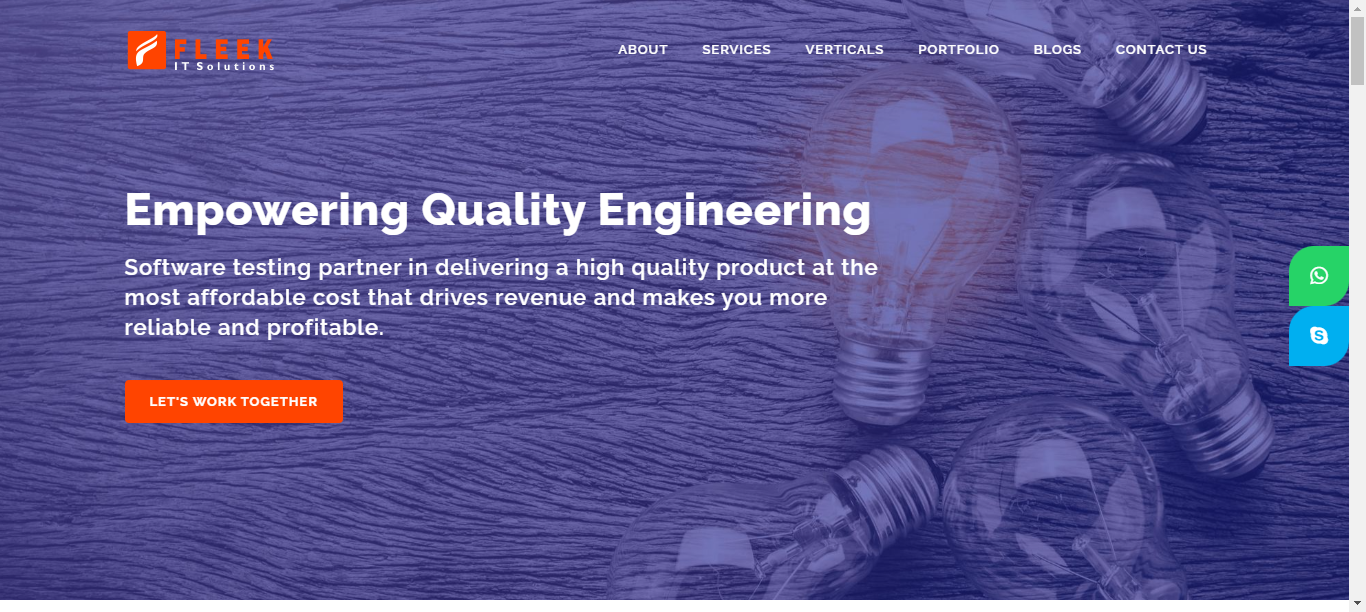 FLEEK
IT Solutions
ABOUT SERVICES VERTICALS PORTFOLIO BLOGS CONTACT US
Empowering Quality Engineering
Software testing partner in delivering a high quality product at the
most affordable cost that drives revenue and makes you more
reliable and profitable.
LET'S WORK TOGETHER